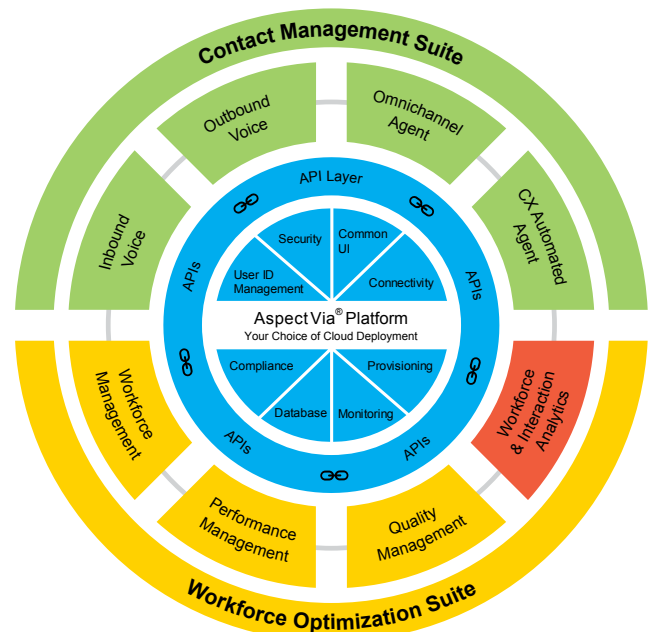 Contact Management Suite
Outbound
Voice
Omnichannel
Agent
Inbound
Voice
CX Automated
Agent
API Layer
APIs
APIs
Security
Common
UI
User ID
Management
Connectivity
Aspect Via® Platform
Your Choice of Cloud Deployment
Compliance
Provisioning
Database
Monitoring
APIs
APIs
Workforce
Management
Workforce
& Interaction
Analytics
Performance
Management
Quality
Management
Workforce Optimization Suite